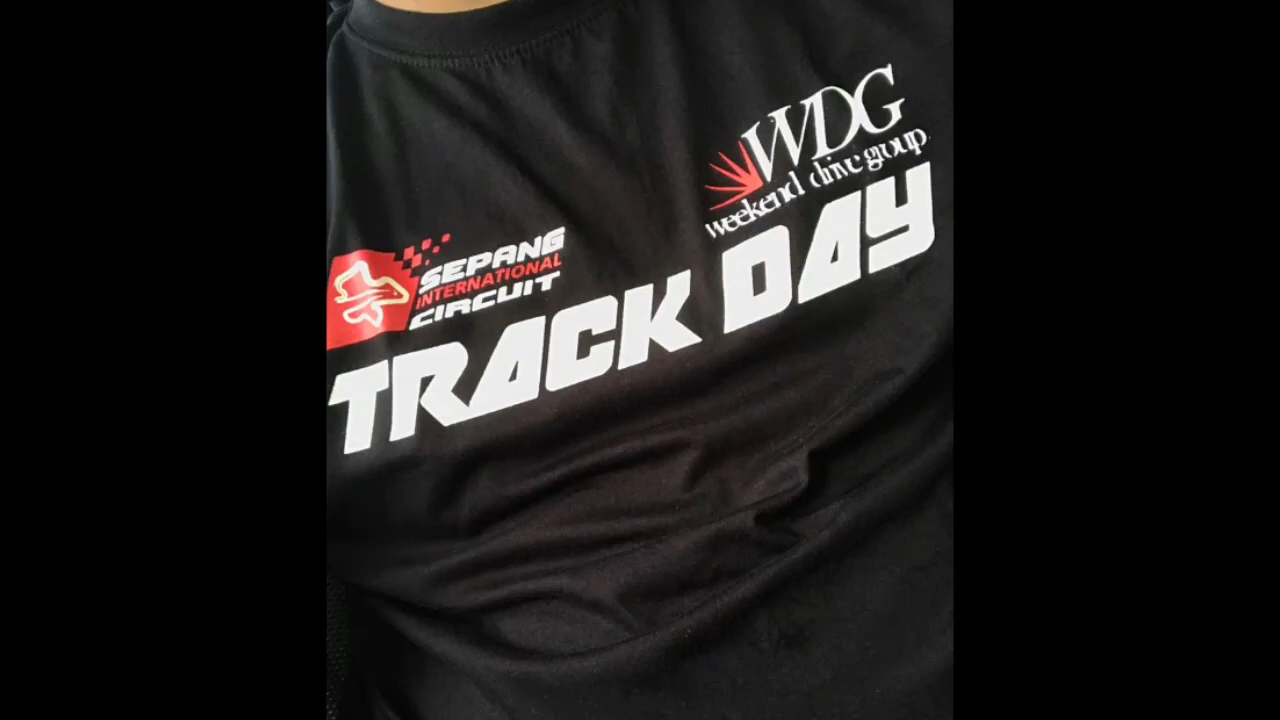 WDG
weekend drive group
SEPANG
INTERNATIONAL
CIRCUIT
TRACK DAY